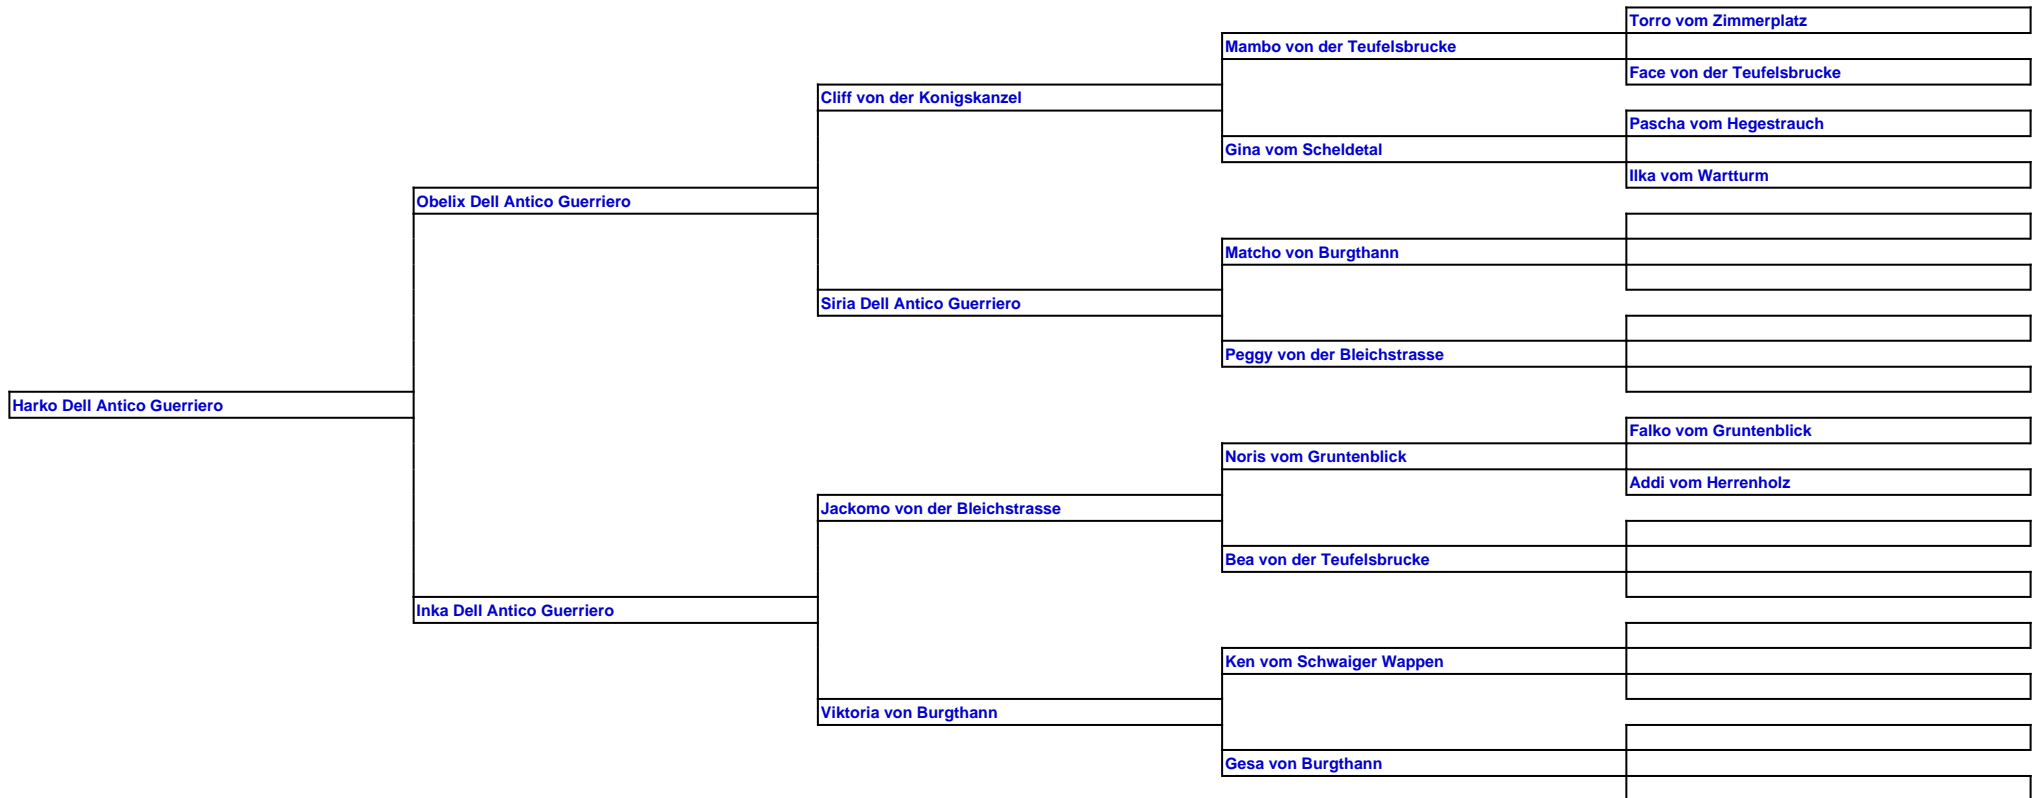 Torro vom Zimmerplatz
Mambo von der Teufelsbrucke
Face von der Teufelsbrucke
Cliff von der Konigskanzel
Pascha vom Hegestrauch
Gina vom Scheldetal
Ilka vom Wartturm
Obelix Dell Antico Guerriero
Matcho von Burgthann
Siria Dell Antico Guerriero
Peggy von der Bleichstrasse
Harko Dell Antico Guerriero
Falko vom Gruntenblick
Noris vom Gruntenblick
Addi vom Herrenholz
Jackomo von der Bleichstrasse
Bea von der Teufelsbrucke
Inka Dell Antico Guerriero
Ken vom Schwaiger Wappen
Viktoria von Burgthann
Gesa von Burgthann